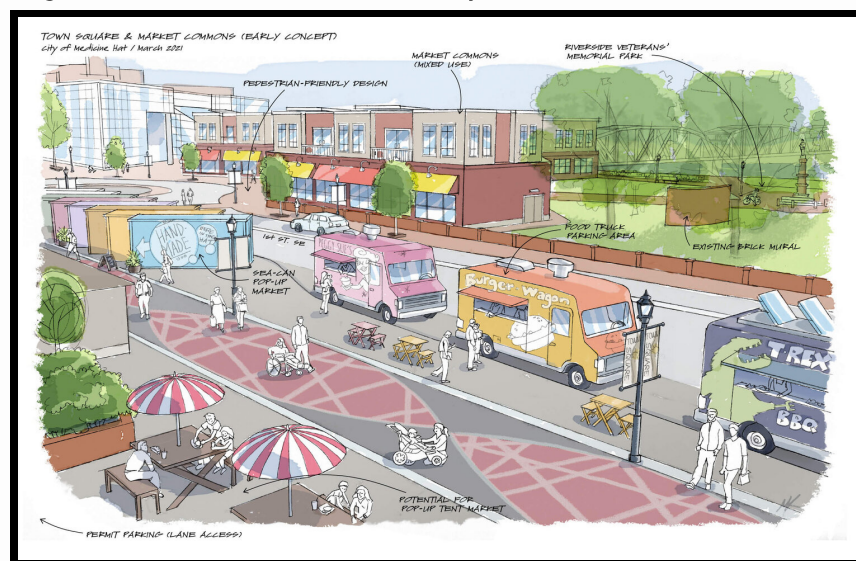 TOWN SQUARE & MARKET COMMONS (EARLY CONCEPT)
City of Medicine Hat / March 2021
MARKET COMMONS
(MIXED USE)
RIVERSIDE VETERANS'
MEMORIAL PARK
PEDESTRIAN-FRIENDLY DESIGN
HAND
MADE
1ST ST. SE
FOOD TRUCK
PARKING AREA
EXISTING BRICK MURAL
SEA-CAN
POP-UP
MARKET
Burger Wagon
T-REX
BBQ
POTENTIAL FOR
POP-UP TENT MARKET
PERMIT PARKING (LANE ACCESS)